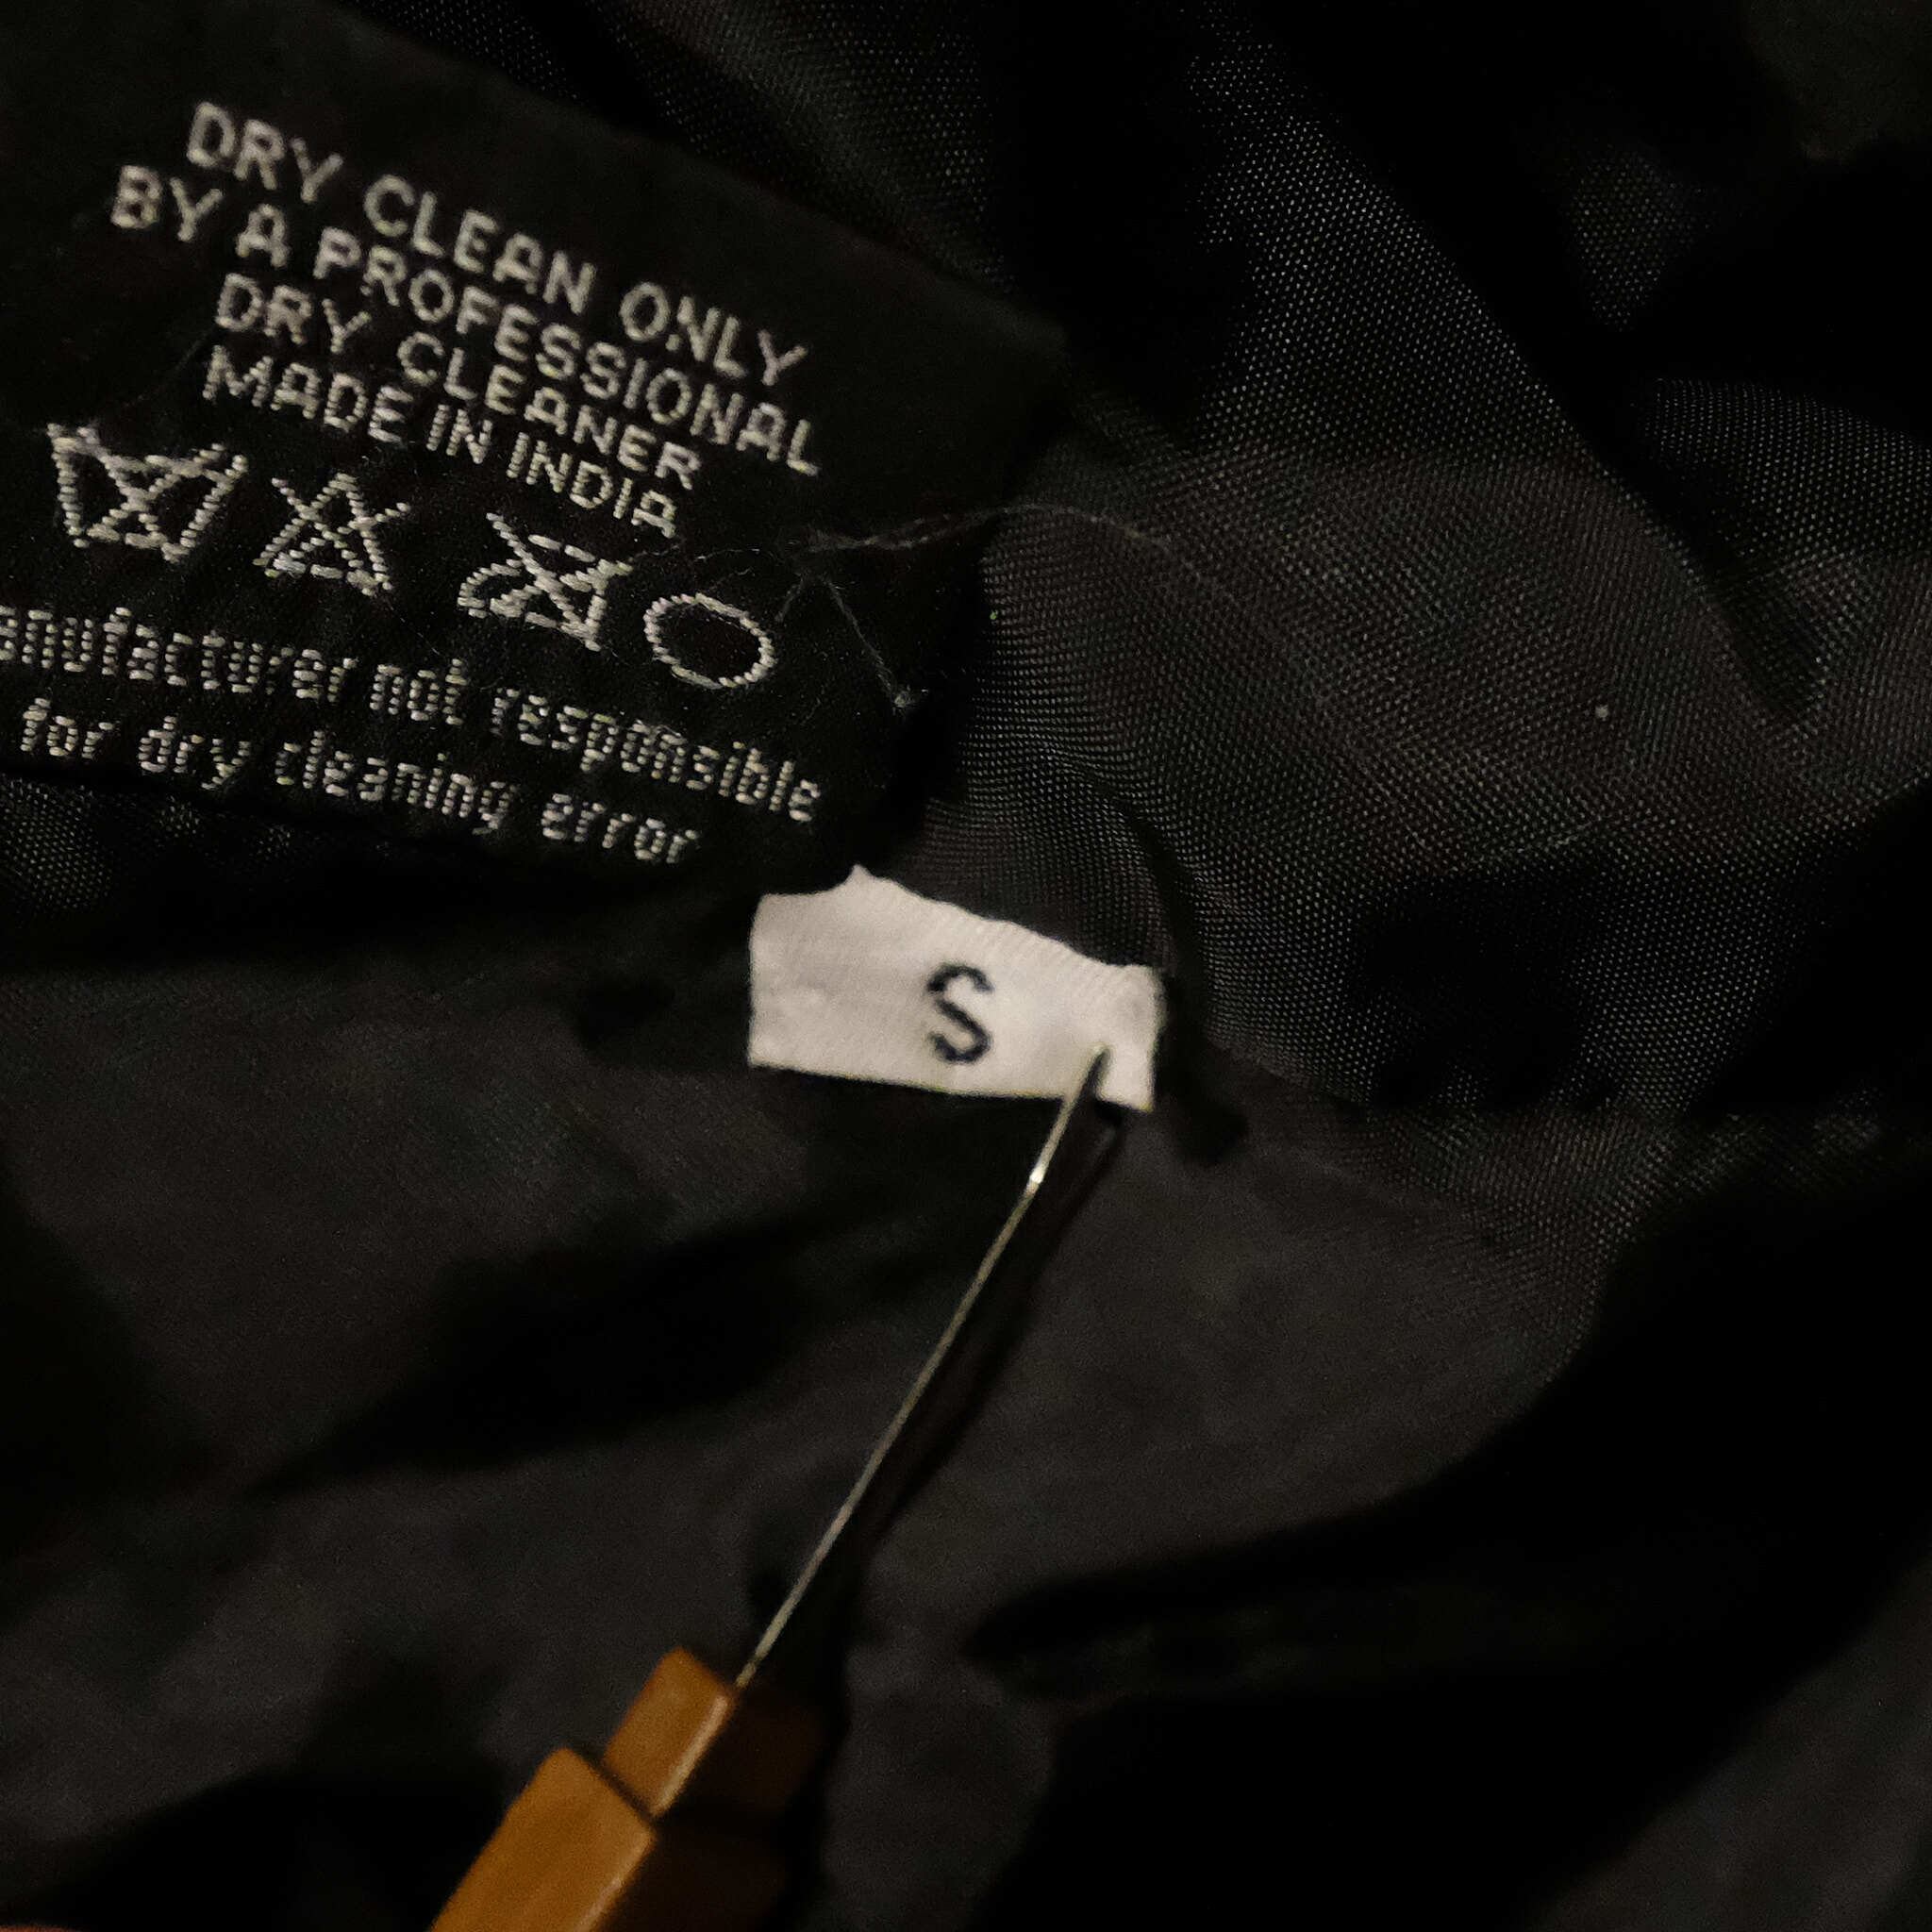 DRY CLEAN ONLY
BY A PROFESSIONAL
DRY CLEANER
MADE IN INDIA
anufacturer not responsible
for dry cleaning error
S